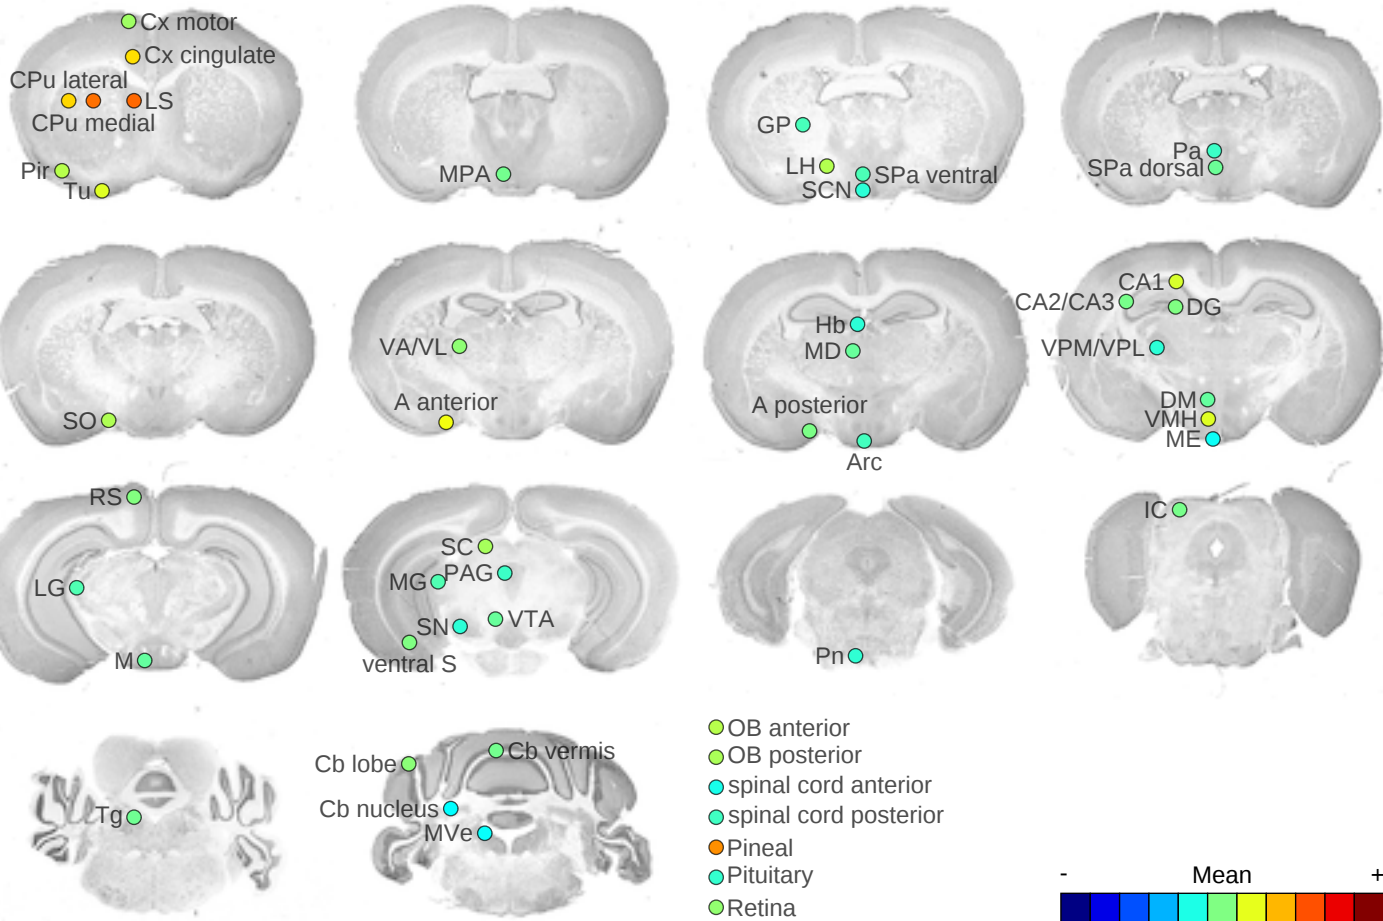 Cx motor
Cx cingulate
CPu lateral
LS
CPu medial
Pir
Tu
MPA
GP
LH
SPa ventral
SCN
Pa
SPa dorsal
SO
VA/VL
A anterior
Hb
MD
A posterior
Arc
CA1
CA2/CA3
DG
VPM/VPL
DM
VMH
ME
RS
LG
M
SC
MG
PAG
SN
VTA
ventral S
Pn
IC
Tg
Cb lobe
Cb vermis
Cb nucleus
MVe
OB anterior
OB posterior
spinal cord anterior
spinal cord posterior
Pineal
Pituitary
Retina
- Mean +